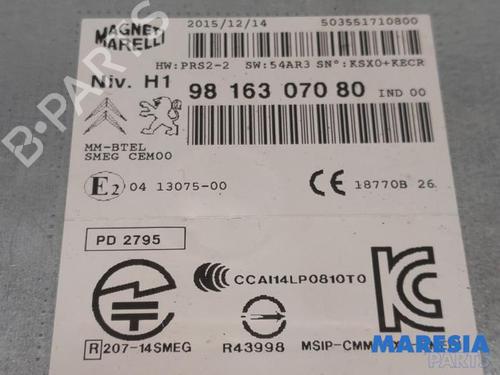 MAGNETI MARELLI
2015/12/14 503551710800
HW:PRS2-2 SW:54AR3 SN°:KSX0+KECR
Niv. H1 98 163 070 80 IND 00
MM-BTEL
SMEG CEM00
E2 04 13075-00 CE 18770B 26
PD 2795
CCAI14LP0810T0
R 207-14SMEG R43998 MSIP-CMM
B-PARTS
MARESIA
PARTS